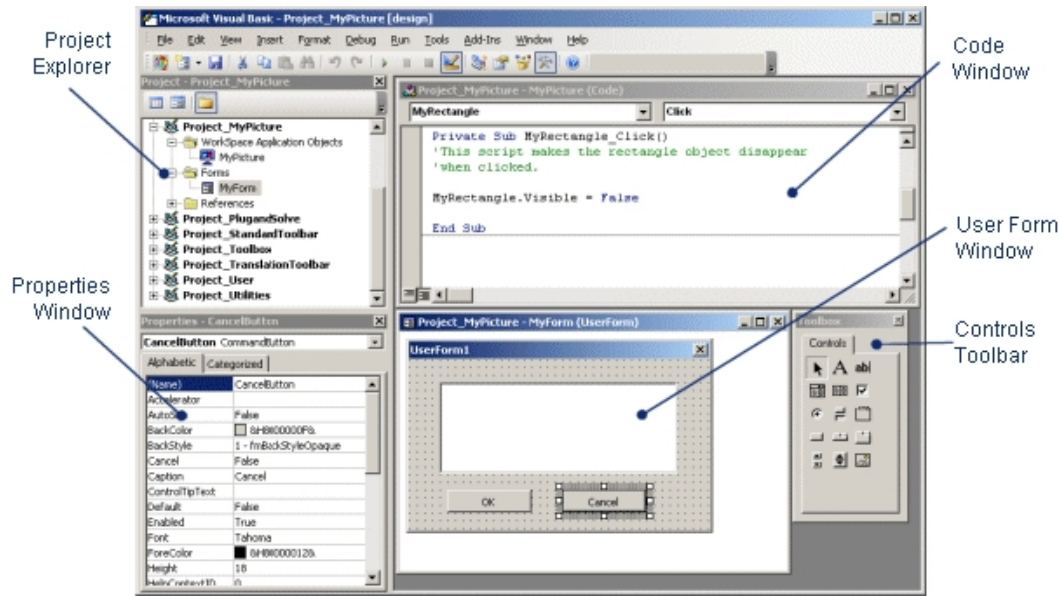 Microsoft Visual Basic - Project_MyPicture [design]
File Edit View Insert Format Debug Run Tools Add-Ins Window Help
Project
Explorer
Code
Window
User Form
Window
Properties
Window
Controls
Toolbar
Project - Project_MyPicture
Project_MyPicture
WorkSpace Application Objects
MyPicture
Forms
MyForm
References
Project_PlugandSolve
Project_StandardToolbar
Project_Toolbox
Project_TranslationToolbar
Project_User
Project_Utilities
Project_MyPicture - MyPicture (Code)
MyRectangle Click
Private Sub MyRectangle_Click()
'This script makes the rectangle object disappear
'when clicked.
MyRectangle.Visible = False
End Sub
Properties - CancelButton
CancelButton CommandButton
Alphabetic Categorized
(Name) CancelButton
Accelerator
AutoSize False
BackColor &H8000000F&
BackStyle 1 - fmBackStyleOpaque
Cancel False
Caption Cancel
ControlTipText
Default False
Enabled True
Font Tahoma
ForeColor &H80000012&
Height 18
HelpContextID 0
Project_MyPicture - MyForm (UserForm)
UserForm1
OK Cancel
Toolbox
Controls
A abl